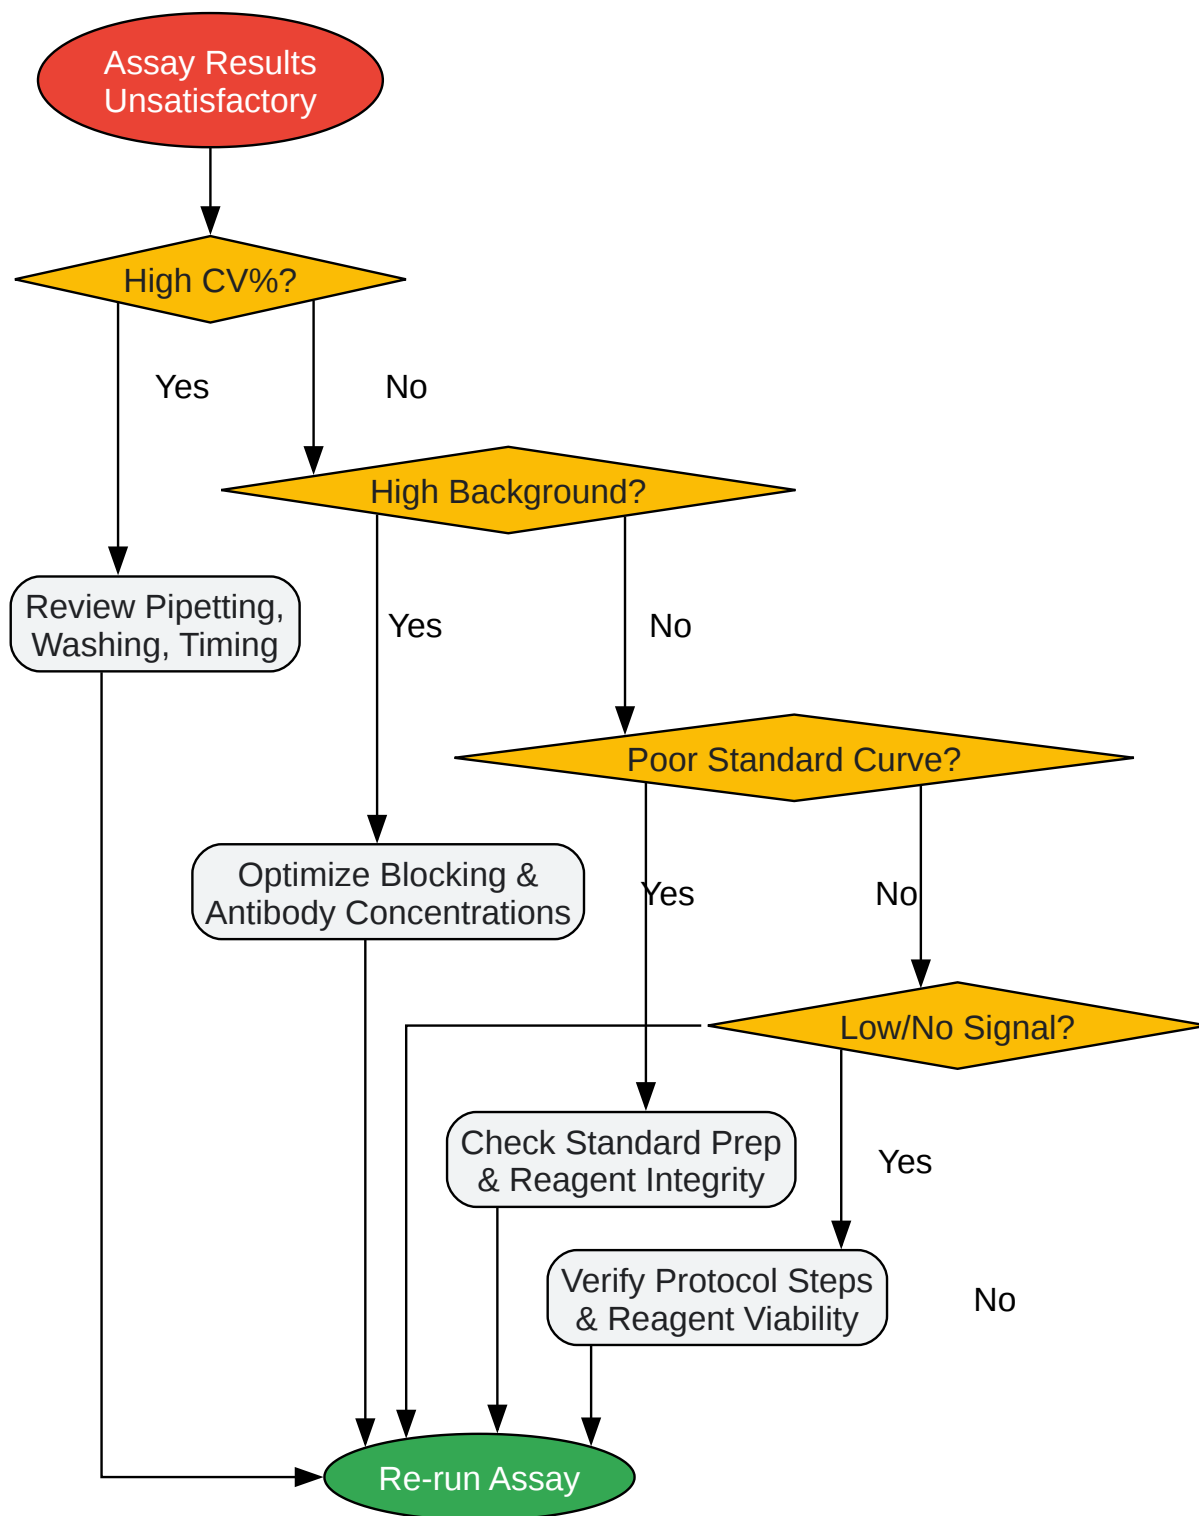 Assay Results
Unsatisfactory
High CV%?
Yes
No
High Background?
Review Pipetting,
Washing, Timing
Yes
No
Poor Standard Curve?
Optimize Blocking &
Antibody Concentrations
Yes
No
Low/No Signal?
Check Standard Prep
& Reagent Integrity
Yes
Verify Protocol Steps
& Reagent Viability
No
Re-run Assay